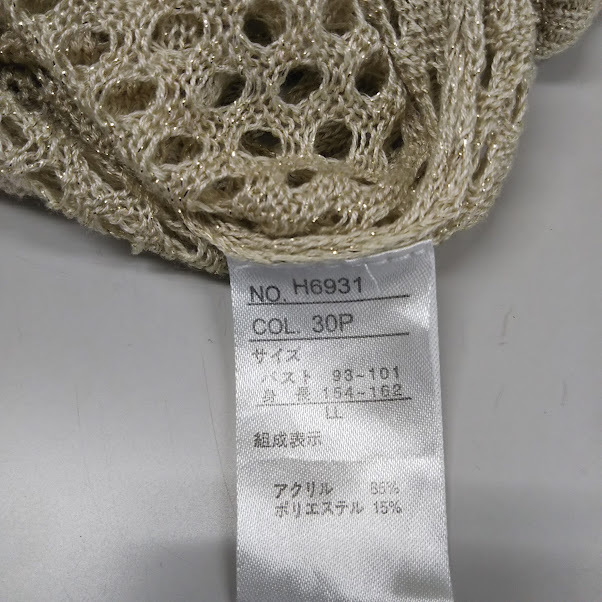 NO. H6931
COL. 30P
サイズ
バスト 93-101
身長 154-162
LL
組成表示
アクリル 85%
ポリエステル 15%